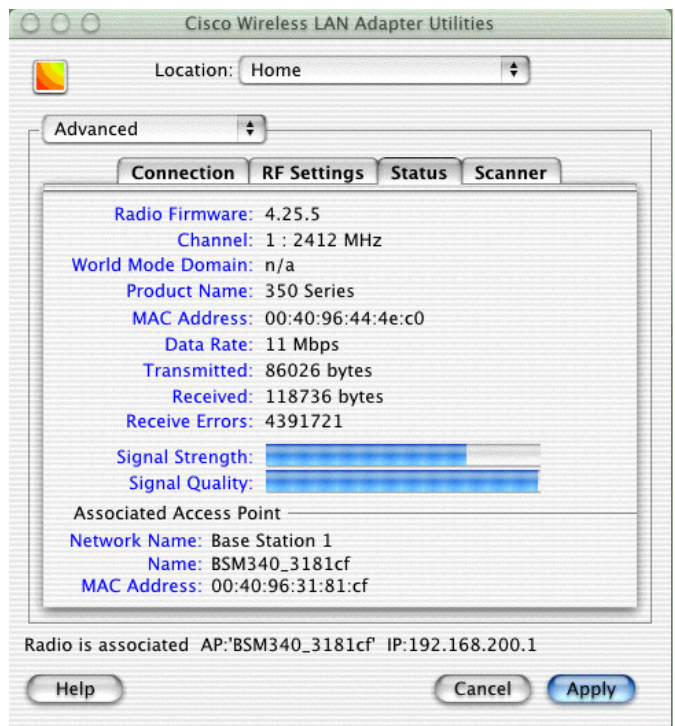 Cisco Wireless LAN Adapter Utilities
Location: Home
Advanced
Connection RF Settings Status Scanner
Radio Firmware: 4.25.5
Channel: 1 : 2412 MHz
World Mode Domain: n/a
Product Name: 350 Series
MAC Address: 00:40:96:44:4e:c0
Data Rate: 11 Mbps
Transmitted: 86026 bytes
Received: 118736 bytes
Receive Errors: 4391721
Signal Strength:
Signal Quality:
Associated Access Point
Network Name: Base Station 1
Name: BSM340_3181cf
MAC Address: 00:40:96:31:81:cf
Radio is associated AP:'BSM340_3181cf' IP:192.168.200.1
Help Cancel Apply